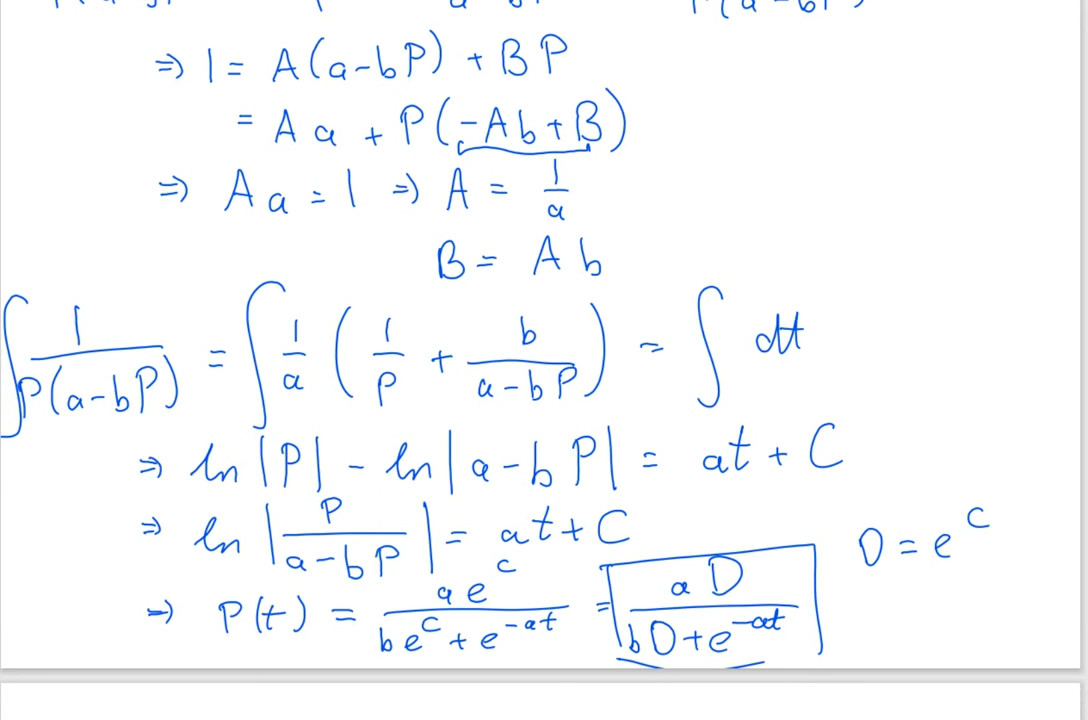 ⇒ 1 = A(a-bP) + BP
= Aa + P(-Ab+B)
⇒ Aa = 1 ⇒ A = 1/a
B = Ab
∫ 1/(P(a-bP)) = ∫ 1/a (1/P + b/(a-bP)) = ∫ dt
⇒ ln|P| - ln|a-bP| = at + C
⇒ ln|P/(a-bP)| = at + C
D = e^C
⇒ P(t) = ae^C/(be^C + e^-at) = aD/(bD+e^-at)